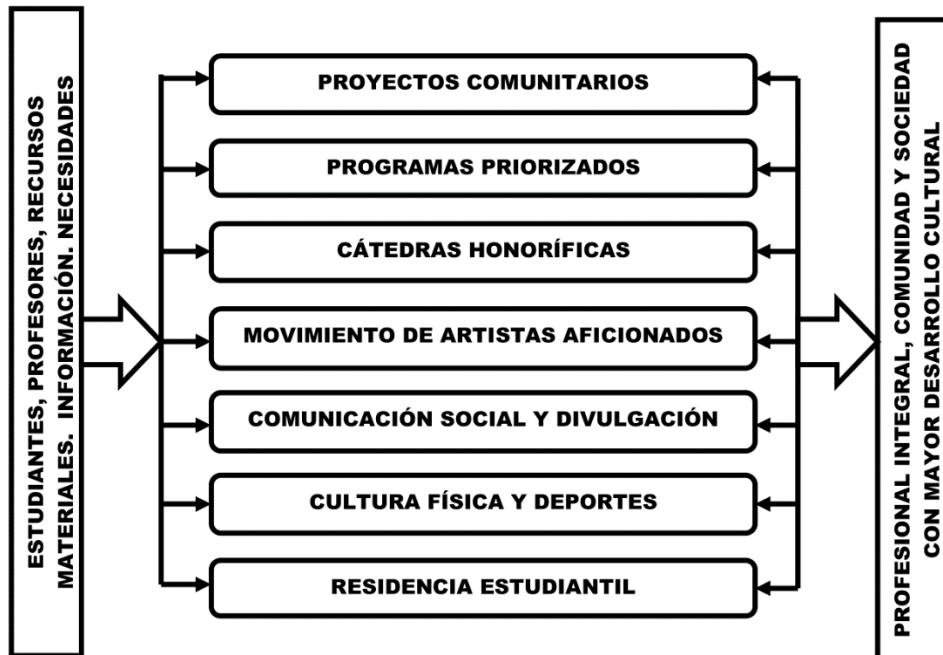 ESTUDIANTES, PROFESORES, RECURSOS
MATERIALES. INFORMACIÓN. NECESIDADES
PROYECTOS COMUNITARIOS
PROGRAMAS PRIORIZADOS
CÁTEDRAS HONORÍFICAS
MOVIMIENTO DE ARTISTAS AFICIONADOS
COMUNICACIÓN SOCIAL Y DIVULGACIÓN
CULTURA FÍSICA Y DEPORTES
RESIDENCIA ESTUDIANTIL
PROFESIONAL INTEGRAL, COMUNIDAD Y SOCIEDAD
CON MAYOR DESARROLLO CULTURAL